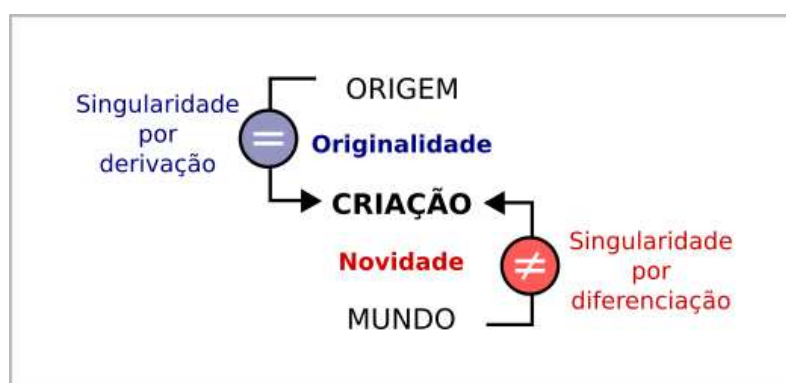 ORIGEM
Singularidade
por
derivação
=
Originalidade
CRIAÇÃO
Novidade
≠
Singularidade
por
diferenciação
MUNDO